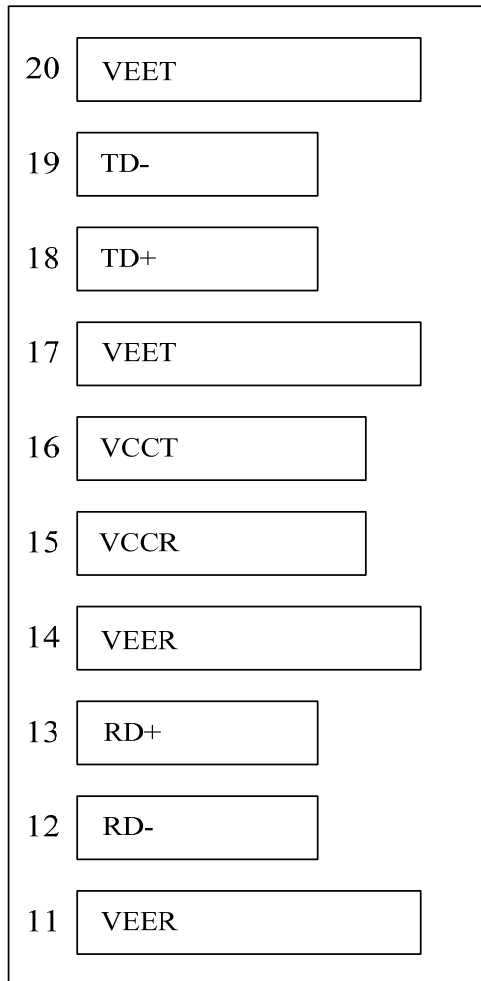 20 VEET
19 TD-
18 TD+
17 VEET
16 VCCT
15 VCCR
14 VEER
13 RD+
12 RD-
11 VEER